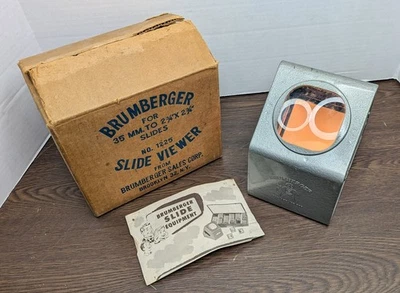 BRUMBERGER
FOR
35 MM. TO 2¼ X 2¼
SLIDES
NO. 1225
SLIDE VIEWER
FROM
BRUMBERGER SALES CORP.
BROOKLYN 32, N.Y.
BRUMBERGER
SLIDE
EQUIPMENT